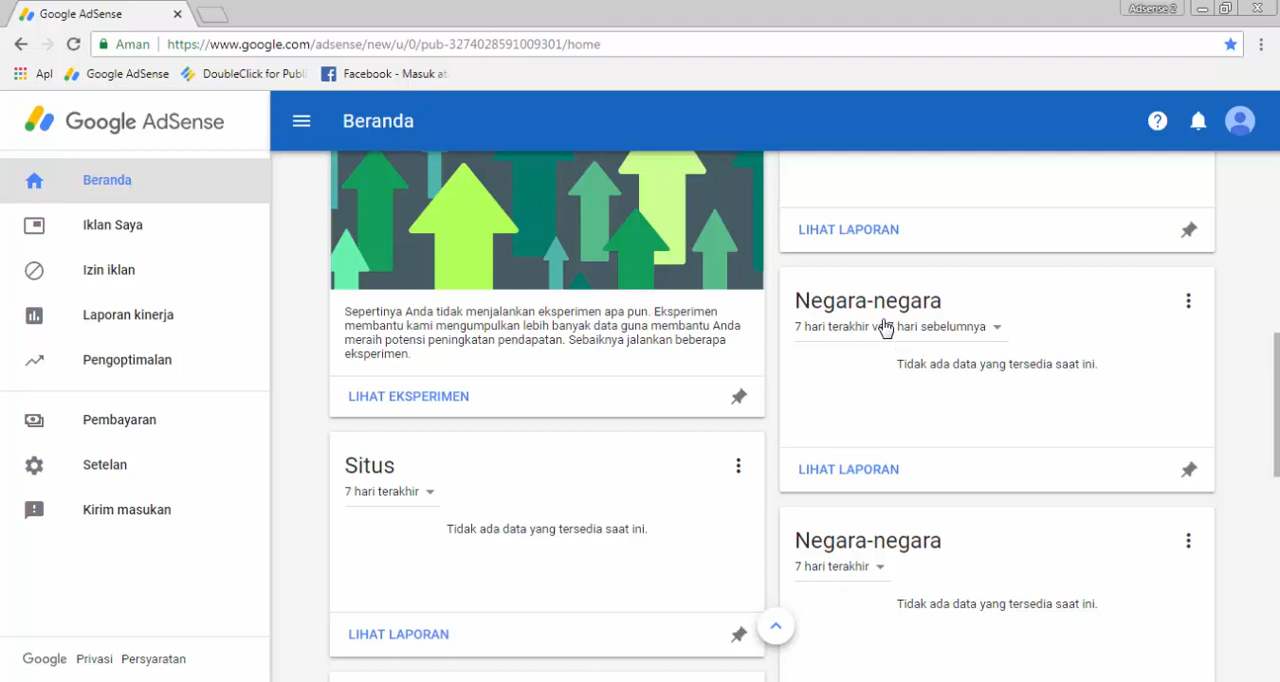 Google AdSense
Adsense 2
Aman
https://www.google.com/adsense/new/u/0/pub-3274028591009301/home
Apl
Google AdSense
DoubleClick for Publi
Facebook - Masuk at
Google AdSense
Beranda
Beranda
Iklan Saya
Izin iklan
Laporan kinerja
Pengoptimalan
Pembayaran
Setelan
Kirim masukan
Google Privasi Persyaratan
Sepertinya Anda tidak menjalankan eksperimen apa pun. Eksperimen
membantu kami mengumpulkan lebih banyak data guna membantu Anda
meraih potensi peningkatan pendapatan. Sebaiknya jalankan beberapa
eksperimen.
LIHAT EKSPERIMEN
Situs
7 hari terakhir
Tidak ada data yang tersedia saat ini.
LIHAT LAPORAN
LIHAT LAPORAN
Negara-negara
7 hari terakhir hari sebelumnya
Tidak ada data yang tersedia saat ini.
LIHAT LAPORAN
Negara-negara
7 hari terakhir
Tidak ada data yang tersedia saat ini.